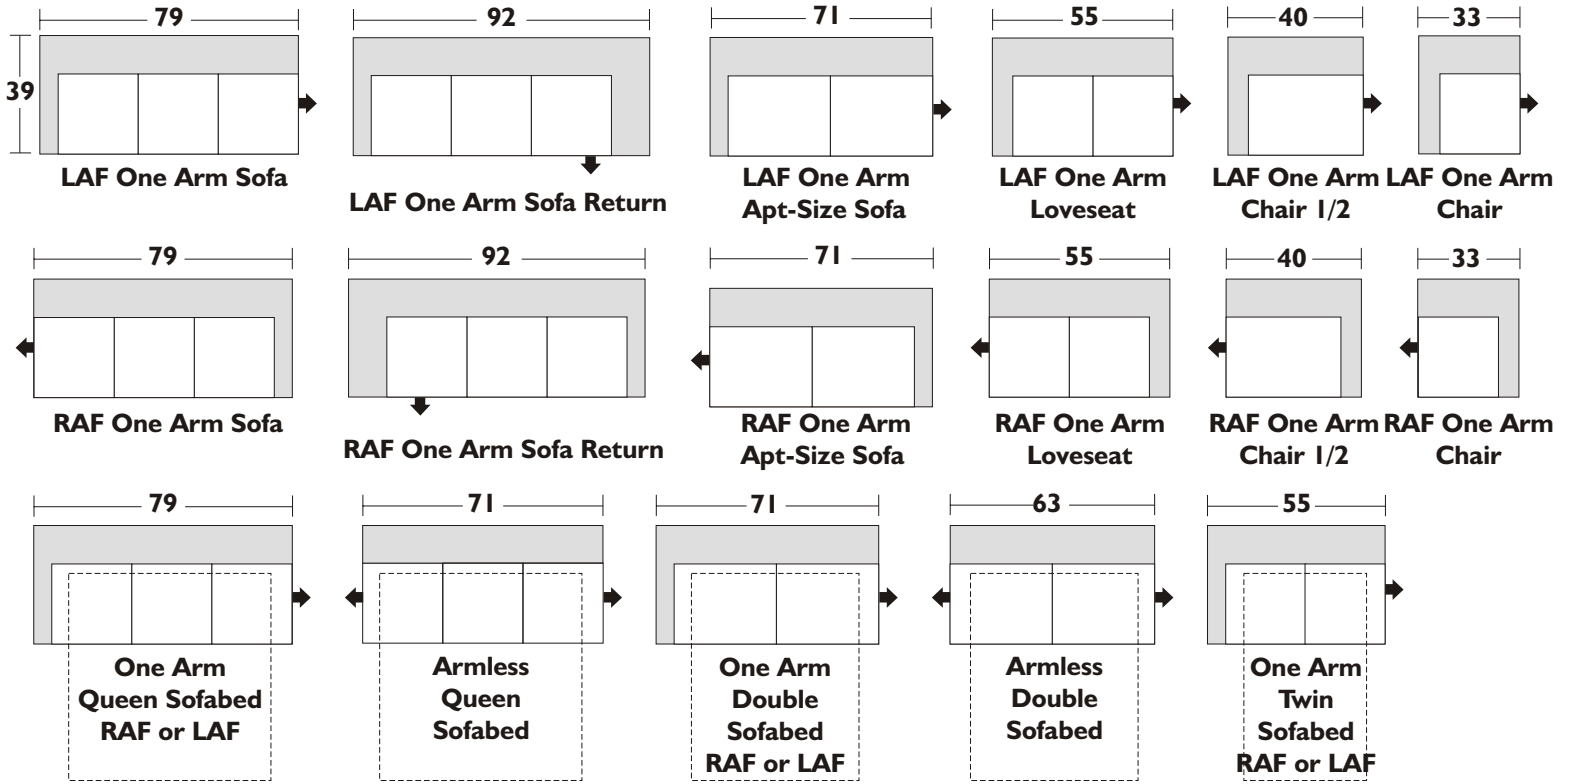 79
92
71
55
40
33
39
LAF One Arm Sofa
LAF One Arm Sofa Return
LAF One Arm
Apt-Size Sofa
LAF One Arm
Loveseat
LAF One Arm
Chair 1/2
LAF One Arm
Chair
79
92
71
55
40
33
RAF One Arm Sofa
RAF One Arm Sofa Return
RAF One Arm
Apt-Size Sofa
RAF One Arm
Loveseat
RAF One Arm
Chair 1/2
RAF One Arm
Chair
79
71
71
63
55
One Arm
Queen Sofabed
RAF or LAF
Armless
Queen
Sofabed
One Arm
Double
Sofabed
RAF or LAF
Armless
Double
Sofabed
One Arm
Twin
Sofabed
RAF or LAF